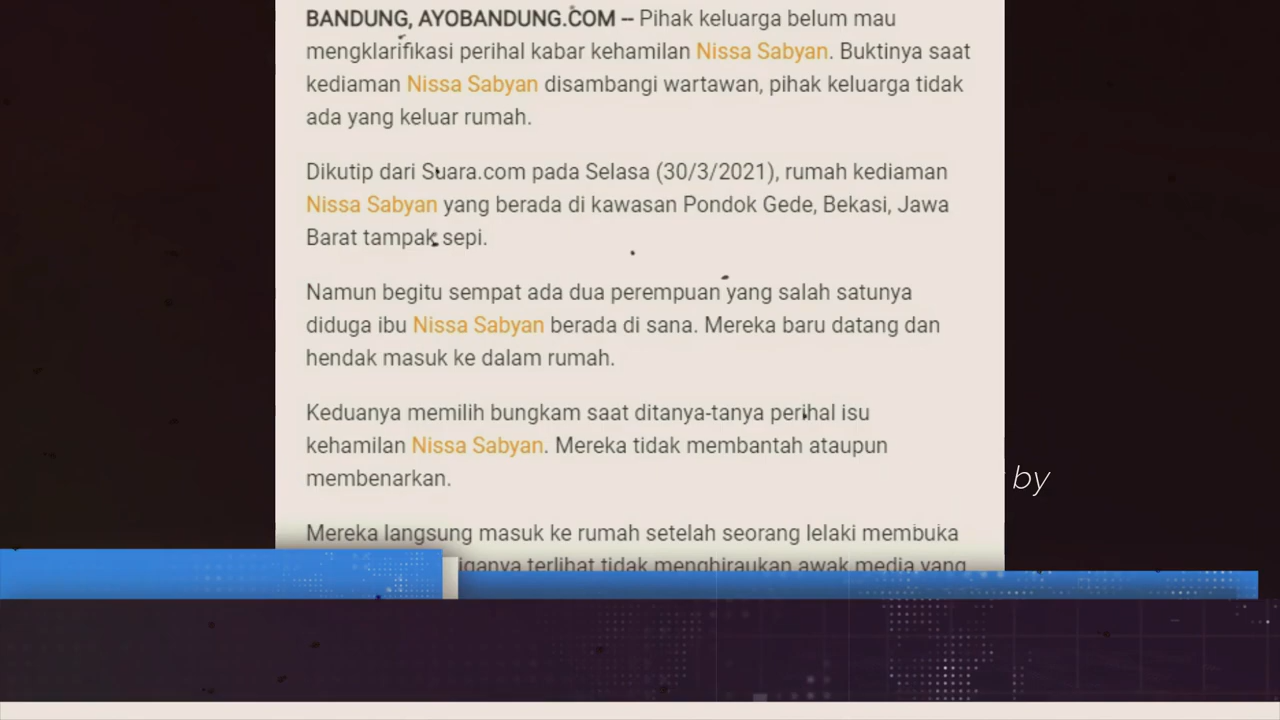 BANDUNG, AYOBANDUNG.COM -- Pihak keluarga belum mau
mengklarifikasi perihal kabar kehamilan Nissa Sabyan. Buktinya saat
kediaman Nissa Sabyan disambangi wartawan, pihak keluarga tidak
ada yang keluar rumah.
Dikutip dari Suara.com pada Selasa (30/3/2021), rumah kediaman
Nissa Sabyan yang berada di kawasan Pondok Gede, Bekasi, Jawa
Barat tampak sepi.
Namun begitu sempat ada dua perempuan yang salah satunya
diduga ibu Nissa Sabyan berada di sana. Mereka baru datang dan
hendak masuk ke dalam rumah.
Keduanya memilih bungkam saat ditanya-tanya perihal isu
kehamilan Nissa Sabyan. Mereka tidak membantah ataupun
membenarkan.
by
Mereka langsung masuk ke rumah setelah seorang lelaki membuka
terlihat tidak menghiraukan awak media yang